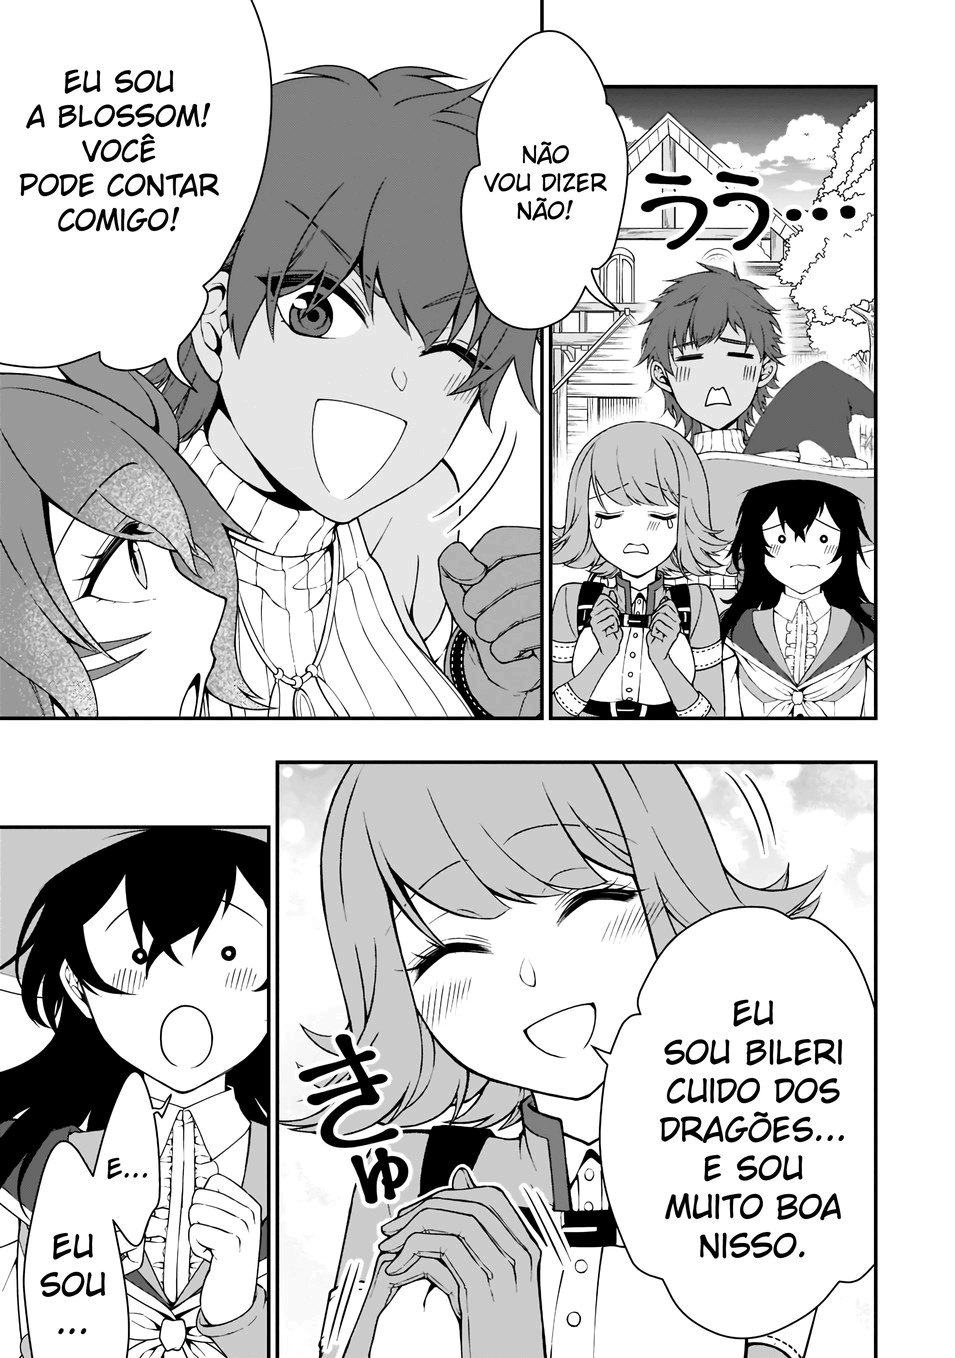 うう…
NÃO
VOU DIZER
NÃO!
EU SOU
A BLOSSOM!
VOCÊ
PODE CONTAR
COMIGO!
EU
SOU BILERI
CUIDO DOS
DRAGÕES...
E SOU
MUITO BOA
NISSO.
きゅ
E...
EU
SOU
...